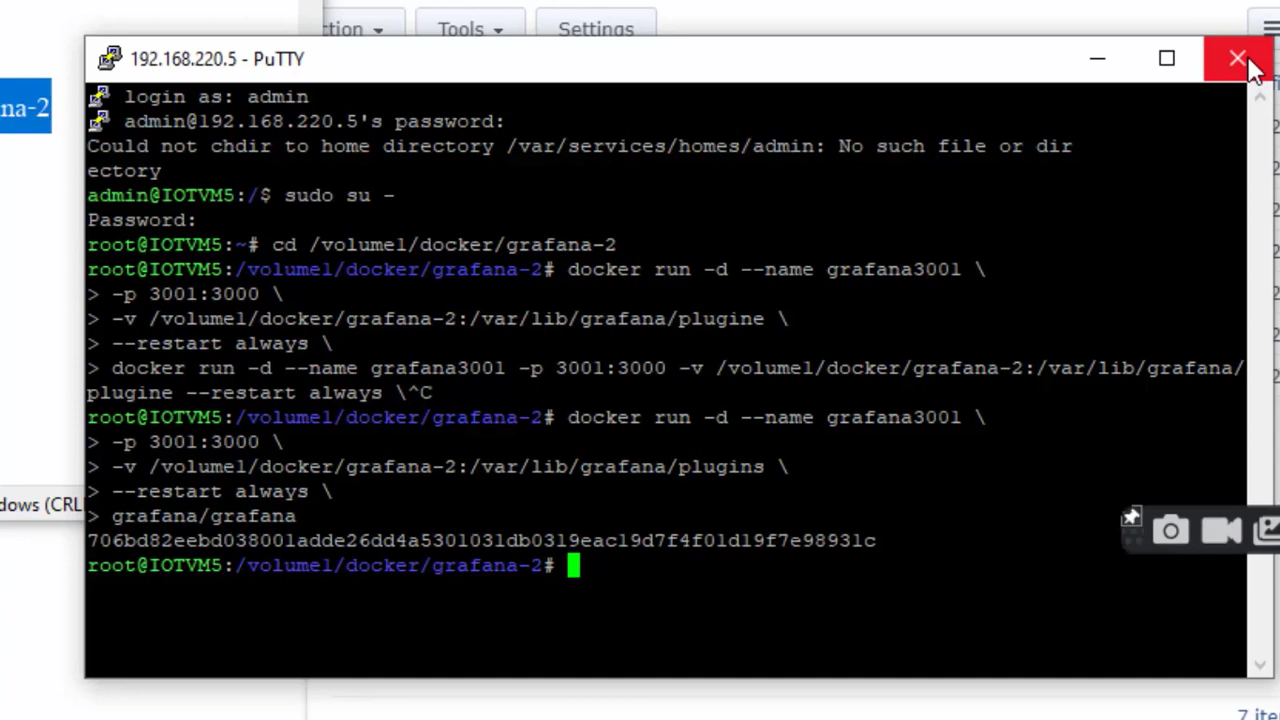 ction
Tools
Settings
192.168.220.5 - PuTTY
na-2
login as: admin
admin@192.168.220.5's password:
Could not chdir to home directory /var/services/homes/admin: No such file or dir
ectory
admin@IOTVM5:/$ sudo su -
Password:
root@IOTVM5:~# cd /volume1/docker/grafana-2
root@IOTVM5:/volume1/docker/grafana-2# docker run -d --name grafana3001 \
> -p 3001:3000 \
> -v /volume1/docker/grafana-2:/var/lib/grafana/plugine \
> --restart always \
> docker run -d --name grafana3001 -p 3001:3000 -v /volume1/docker/grafana-2:/var/lib/grafana/
plugine --restart always \^C
root@IOTVM5:/volume1/docker/grafana-2# docker run -d --name grafana3001 \
> -p 3001:3000 \
> -v /volume1/docker/grafana-2:/var/lib/grafana/plugins \
> --restart always \
dows (CRL
> grafana/grafana
706bd82eebd038001adde26dd4a8901031db0319eac19d7f4f01d19f7e98931c
root@IOTVM5:/volume1/docker/grafana-2#
7 ite